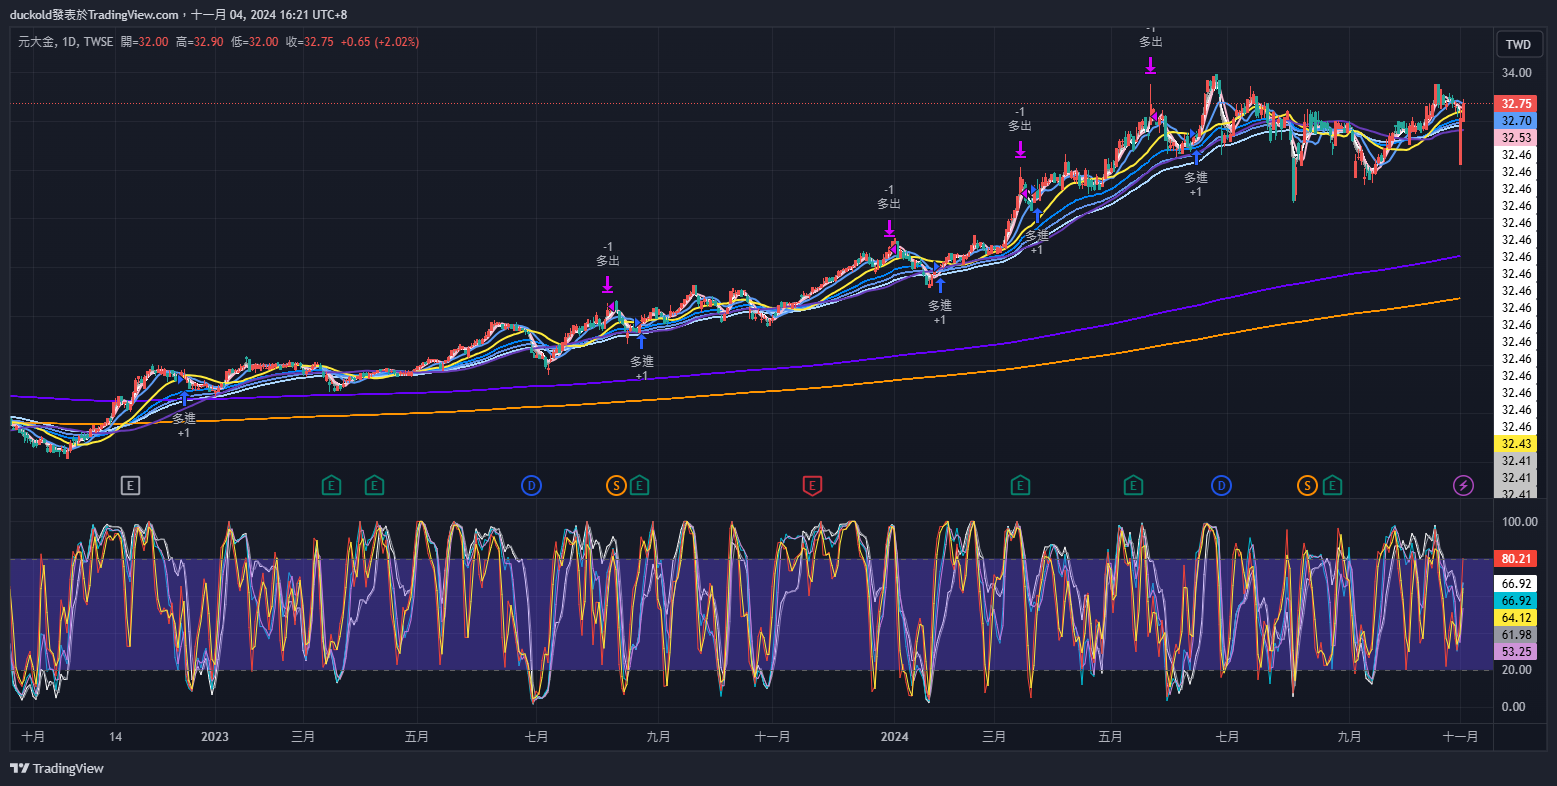 duckold發表於TradingView.com，十一月 04, 2024 16:21 UTC+8
元大金, 1D, TWSE 開=32.00 高=32.90 低=32.00 收=32.75 +0.65 (+2.02%)
TWD
-1
多出
34.00
32.75
-1
多出
32.70
32.53
32.46
32.46
多進
+1
32.46
-1
多出
32.46
32.46
多進
+1
32.46
-1
多出
32.46
32.46
32.46
多進
+1
32.46
32.46
32.46
32.46
多進
+1
32.46
32.46
32.46
多進
+1
32.46
32.43
32.41
32.41
32.41
E E E D S E E E E D S E
100.00
80.21
66.92
66.92
64.12
61.98
53.25
20.00
0.00
十月 14 2023 三月 五月 七月 九月 十一月 2024 三月 五月 七月 九月 十一月
TradingView